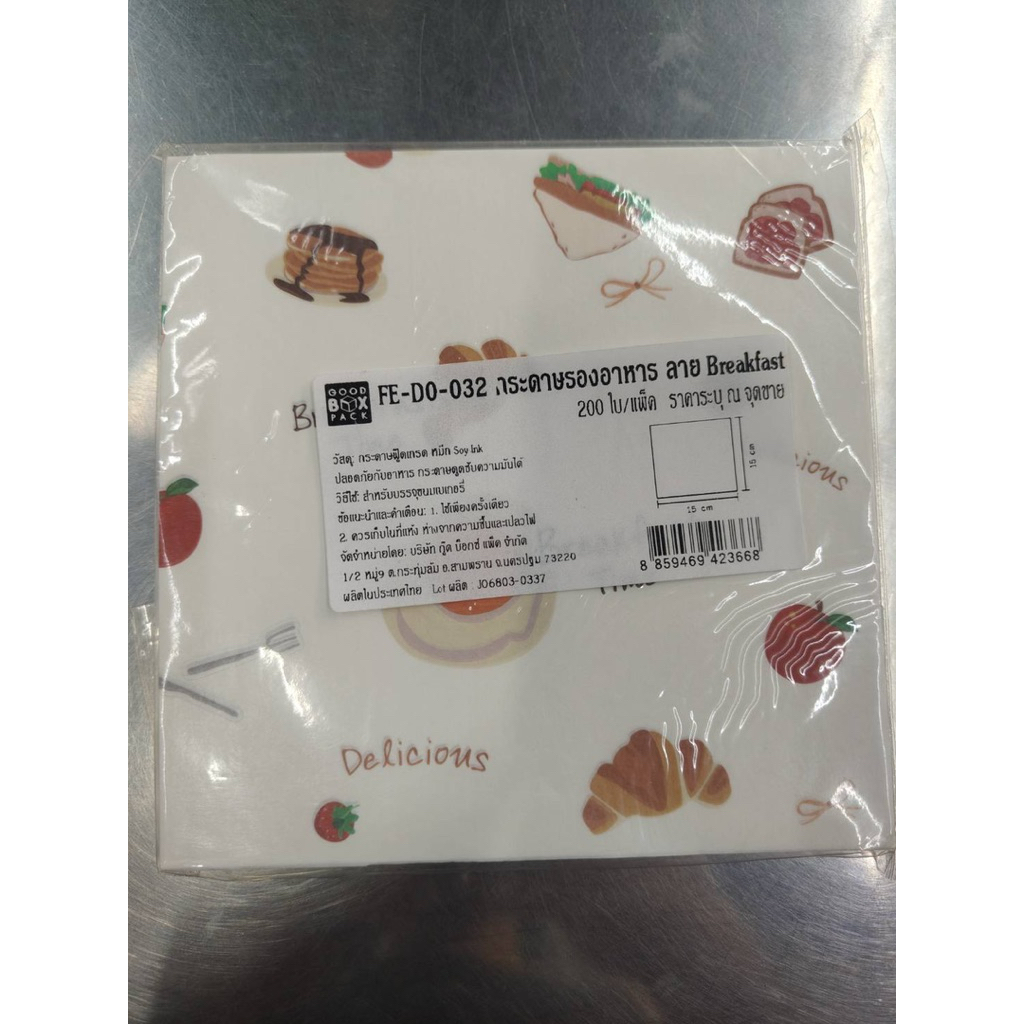 GOOD
BOX
PACK
FE-DO-032 กระดาษรองอาหาร ลาย Breakfast
200 ใบ/แพ็ค ราคาระบุ ณ จุดขาย
วัสดุ: กระดาษฟู้ดเกรด หมึก Soy Ink
ปลอดภัยกับอาหาร กระดาษดูดซับความมันได้
วิธีใช้: สำหรับบรรจุขนมเบเกอรี่
ข้อแนะนำและคำเตือน: 1. ใช้เพียงครั้งเดียว
2. ควรเก็บในที่แห้ง ห่างจากความชื้นและเปลวไฟ
จัดจำหน่ายโดย: บริษัท กู๊ด บ็อกซ์ แพ็ค จำกัด
1/2 หมู่9 ต.กระทุ่มล้ม อ.สามพราน จ.นครปฐม 73220
ผลิตในประเทศไทย Lot ผลิต : J06803-0337
15 cm
15 cm
8 859469 423668
Delicious